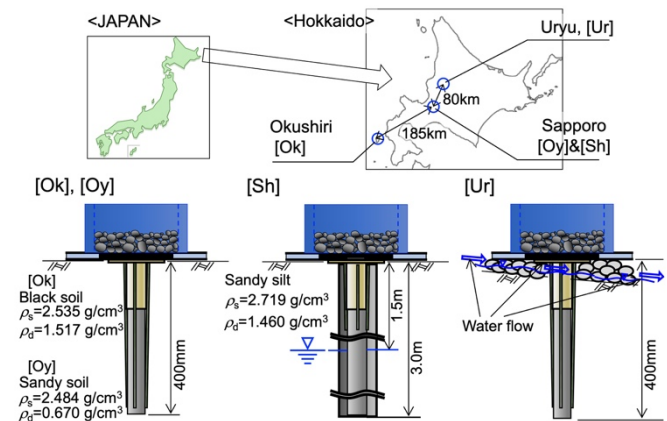 <JAPAN>
<Hokkaido>
Uryu, [Ur]
80km
185km
Okushiri
[Ok]
Sapporo
[Oy]&[Sh]
[Ok], [Oy]
[Sh]
[Ur]
[Ok]
Black soil
ρs=2.535 g/cm³
ρd=1.517 g/cm³
[Oy]
Sandy soil
ρs=2.484 g/cm³
ρd=0.670 g/cm³
400mm
Sandy silt
ρs=2.719 g/cm³
ρd=1.460 g/cm³
1.5m
3.0m
Water flow
400mm